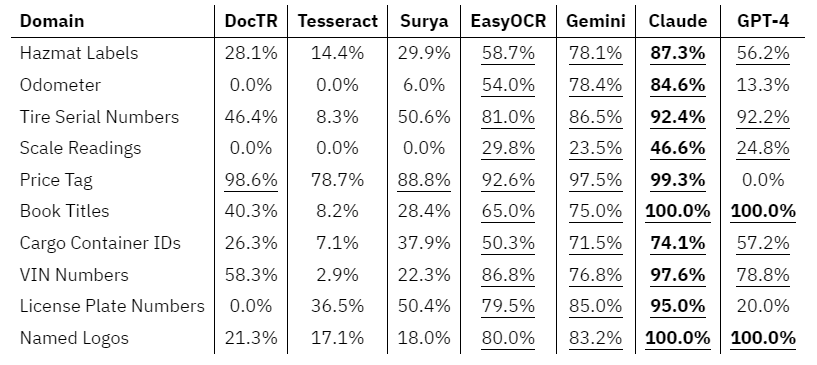 Domain DocTR Tesseract Surya EasyOCR Gemini Claude GPT-4
Hazmat Labels 28.1% 14.4% 29.9% 58.7% 78.1% 87.3% 56.2%
Odometer 0.0% 0.0% 6.0% 54.0% 78.4% 84.6% 13.3%
Tire Serial Numbers 46.4% 8.3% 50.6% 81.0% 86.5% 92.4% 92.2%
Scale Readings 0.0% 0.0% 0.0% 29.8% 23.5% 46.6% 24.8%
Price Tag 98.6% 78.7% 88.8% 92.6% 97.5% 99.3% 0.0%
Book Titles 40.3% 8.2% 28.4% 65.0% 75.0% 100.0% 100.0%
Cargo Container IDs 26.3% 7.1% 37.9% 50.3% 71.5% 74.1% 57.2%
VIN Numbers 58.3% 2.9% 22.3% 86.8% 76.8% 97.6% 78.8%
License Plate Numbers 0.0% 36.5% 50.4% 79.5% 85.0% 95.0% 20.0%
Named Logos 21.3% 17.1% 18.0% 80.0% 83.2% 100.0% 100.0%